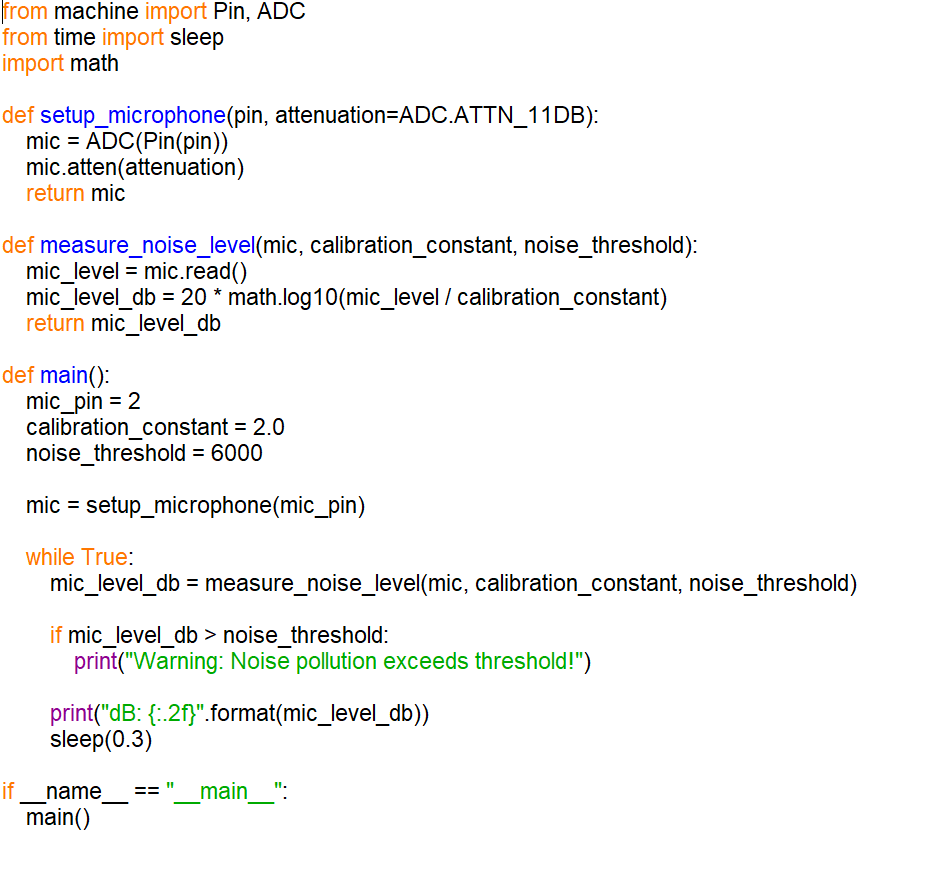 from machine import Pin, ADC
from time import sleep
import math

def setup_microphone(pin, attenuation=ADC.ATTN_11DB):
    mic = ADC(Pin(pin))
    mic.atten(attenuation)
    return mic

def measure_noise_level(mic, calibration_constant, noise_threshold):
    mic_level = mic.read()
    mic_level_db = 20 * math.log10(mic_level / calibration_constant)
    return mic_level_db

def main():
    mic_pin = 2
    calibration_constant = 2.0
    noise_threshold = 6000

    mic = setup_microphone(mic_pin)

    while True:
        mic_level_db = measure_noise_level(mic, calibration_constant, noise_threshold)

        if mic_level_db > noise_threshold:
            print("Warning: Noise pollution exceeds threshold!")

        print("dB: {:.2f}".format(mic_level_db))
        sleep(0.3)

if __name__ == "__main__":
    main()